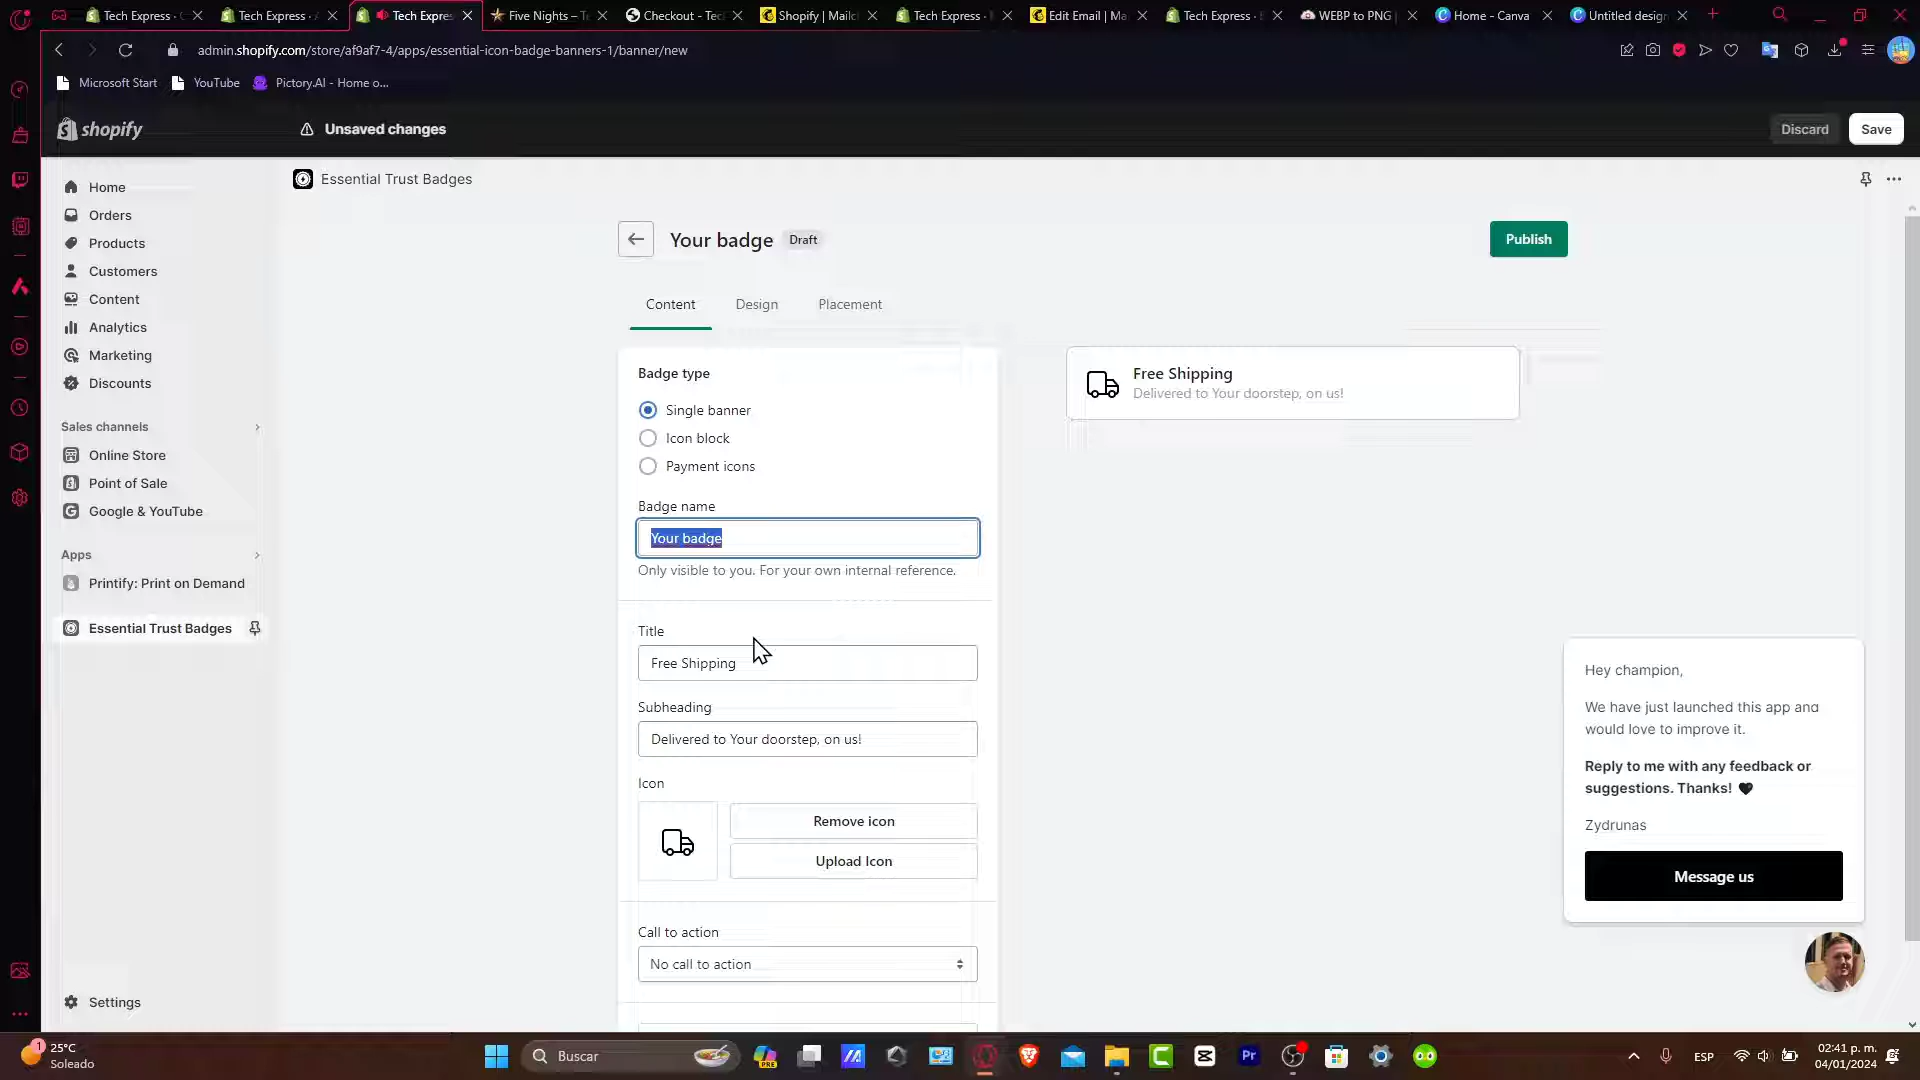 Tech Express -
Tech Express -
Tech Expres
Five Nights – T
Checkout - Tec
Shopify | Mailc
Tech Express -
Edit Email | Ma
Tech Express -
WEBP to PNG
Home - Canva
Untitled design
admin.shopify.com/store/af9af7-4/apps/essential-icon-badge-banners-1/banner/new
Microsoft Start
YouTube
Pictory.AI - Home o...
shopify
Unsaved changes
Discard
Save
Home
Orders
Products
Customers
Content
Analytics
Marketing
Discounts
Sales channels
Online Store
Point of Sale
Google & YouTube
Apps
Printify: Print on Demand
Essential Trust Badges
Settings
Essential Trust Badges
Your badge
Draft
Publish
Content
Design
Placement
Badge type
Single banner
Icon block
Payment icons
Badge name
Your badge
Only visible to you. For your own internal reference.
Title
Free Shipping
Subheading
Delivered to Your doorstep, on us!
Icon
Remove icon
Upload Icon
Call to action
No call to action
Free Shipping
Delivered to Your doorstep, on us!
Hey champion,
We have just launched this app and
would love to improve it.
Reply to me with any feedback or
suggestions. Thanks! 🖤
Zydrunas
Message us
1
25°C
Soleado
Buscar
PRE
Pr
ESP
02:41 p. m.
04/01/2024